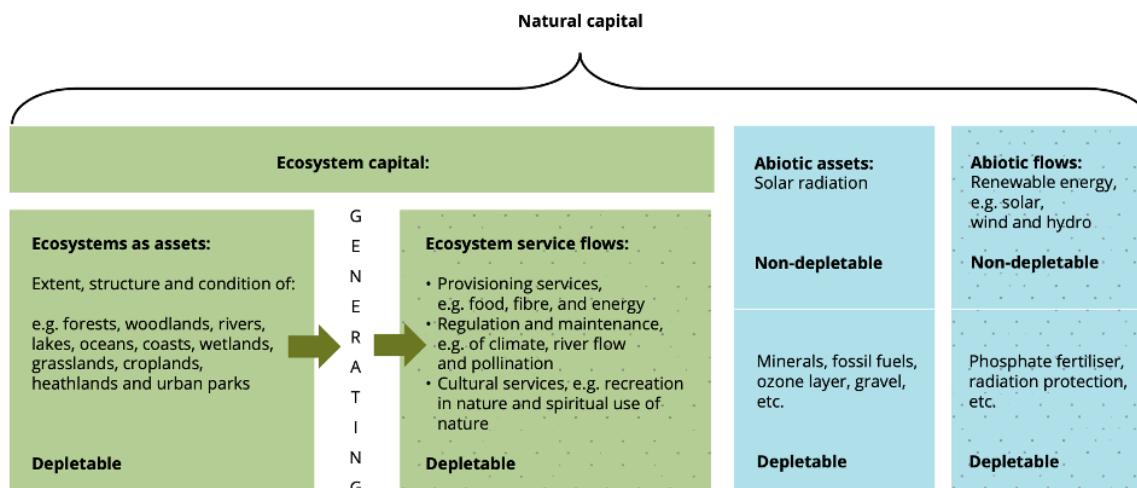 Natural capital
Ecosystem capital:
Ecosystems as assets:
Extent, structure and condition of:
e.g. forests, woodlands, rivers,
lakes, oceans, coasts, wetlands,
grasslands, croplands,
heathlands and urban parks
Depletable
G
E
N
E
R
A
T
I
N
G
Ecosystem service flows:
• Provisioning services,
e.g. food, fibre, and energy
• Regulation and maintenance,
e.g. of climate, river flow
and pollination
• Cultural services, e.g. recreation
in nature and spiritual use of
nature
Depletable
Abiotic assets:
Solar radiation
Non-depletable
Minerals, fossil fuels,
ozone layer, gravel,
etc.
Depletable
Abiotic flows:
Renewable energy,
e.g. solar,
wind and hydro
Non-depletable
Phosphate fertiliser,
radiation protection,
etc.
Depletable